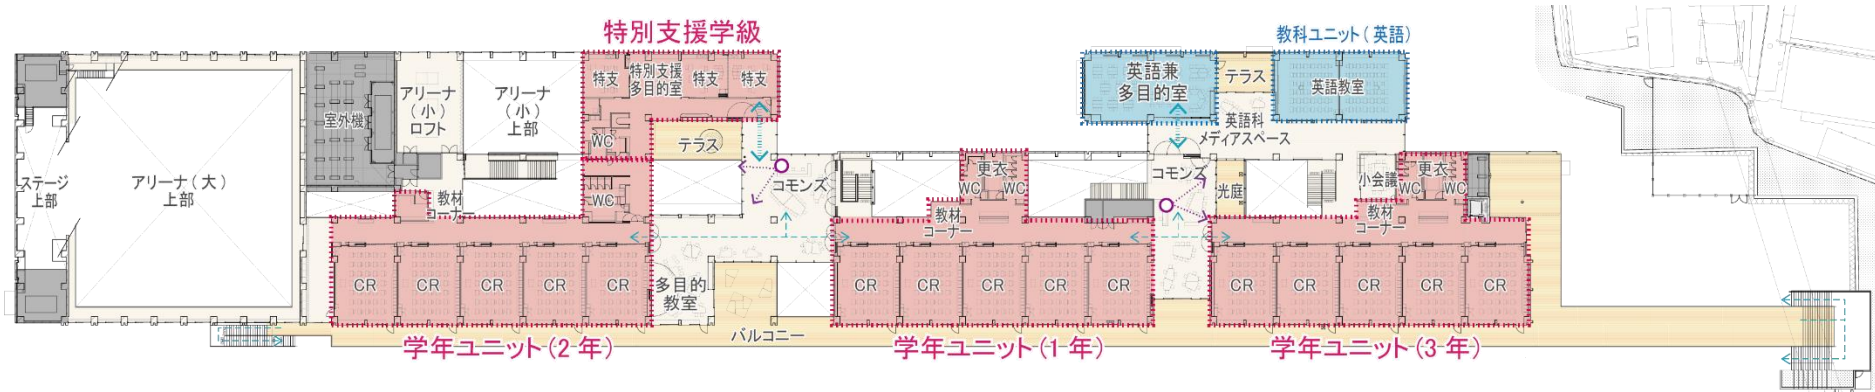 特別支援学級
教科ユニット(英語)
特支
特別支援
多目的室
特支
特支
英語兼
多目的室
テラス
英語教室
室外機
アリーナ
(小)
ロフト
アリーナ
(小)
上部
WC
テラス
英語科
メディアスペース
ステージ
上部
アリーナ(大)
上部
教材
コーナー
WC
コモンズ
更衣
WC
WC
教材
コーナー
コモンズ
光庭
小会議
更衣
WC
WC
教材
コーナー
CR
CR
CR
CR
CR
多目的
教室
CR
CR
CR
CR
CR
CR
CR
CR
CR
CR
バルコニー
学年ユニット(2年)
学年ユニット(1年)
学年ユニット(3年)